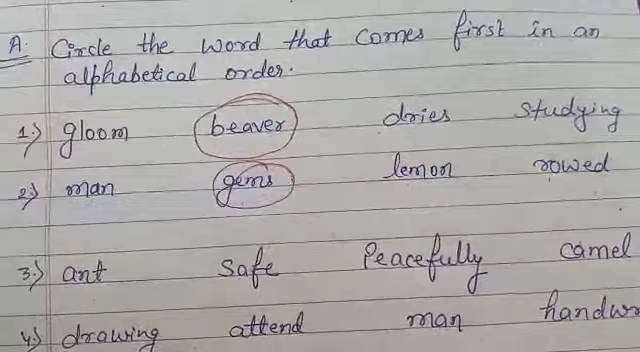 A. Circle the word that comes first in an
alphabetical order.
1) gloom beaver dries studying
2) man gems lemon rowed
3.) ant safe Peacefully camel
4) drawing attend man